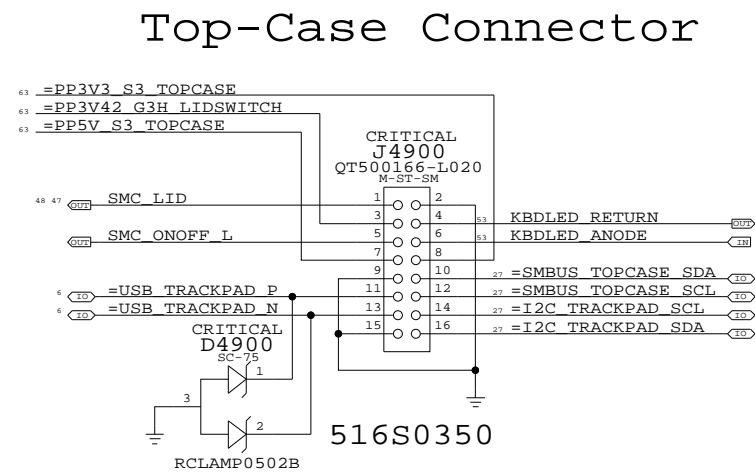 Top-Case Connector
63 =PP3V3_S3_TOPCASE
63 =PP3V42_G3H_LIDSWITCH
63 =PP5V_S3_TOPCASE
CRITICAL
J4900
QT500166-L020
M-ST-SM
48 47 OUT SMC_LID 1 2
3 4 53 KBDLED_RETURN OUT
OUT SMC_ONOFF_L 5 6 53 KBDLED_ANODE IN
7 8
9 10 27 =SMBUS_TOPCASE_SDA IO
6 IO =USB_TRACKPAD_P 11 12 27 =SMBUS_TOPCASE_SCL IO
6 IO =USB_TRACKPAD_N 13 14 27 =I2C_TRACKPAD_SCL IO
15 16 27 =I2C_TRACKPAD_SDA IO
CRITICAL
D4900
SC-75
1
3
2
RCLAMP0502B
516S0350